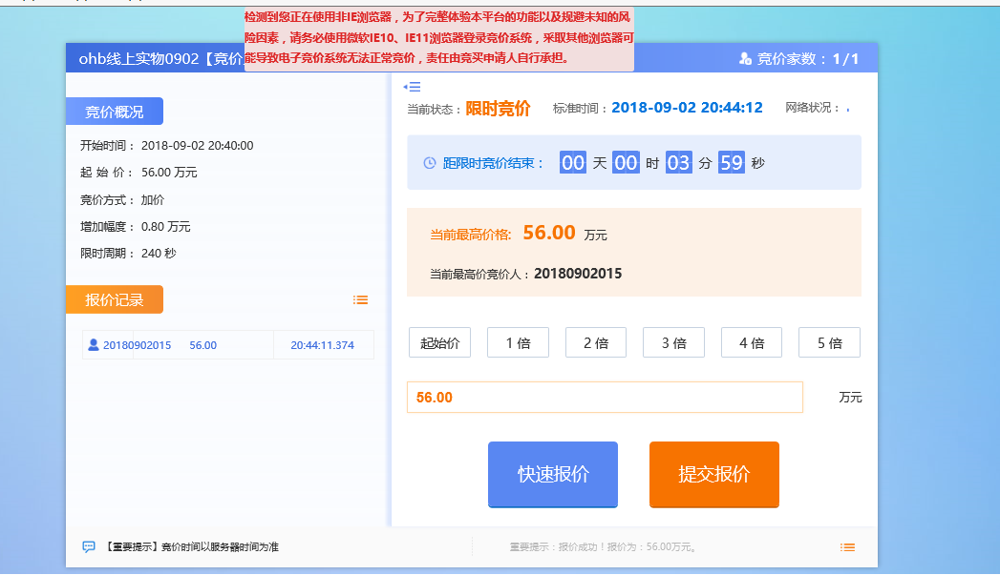 检测到您正在使用非IE浏览器，为了完整体验本平台的功能以及规避未知的风
险因素，请务必使用微软IE10、IE11浏览器登录竞价系统，采取其他浏览器可
能导致电子竞价系统无法正常竞价，责任由竞买申请人自行承担。
ohb线上实物0902【竞价
竞价家数：1/1
竞价概况
开始时间： 2018-09-02 20:40:00
起 始 价： 56.00 万元
竞价方式： 加价
增加幅度： 0.80 万元
限时周期： 240 秒
报价记录
20180902015 56.00 20:44:11.374
当前状态：限时竞价 标准时间：2018-09-02 20:44:12 网络状况：
距限时竞价结束： 00 天 00 时 03 分 59 秒
当前最高价格: 56.00 万元
当前最高价竞价人：20180902015
起始价 1 倍 2 倍 3 倍 4 倍 5 倍
56.00 万元
快速报价 提交报价
【重要提示】竞价时间以服务器时间为准
重要提示：报价成功！报价为：56.00万元。